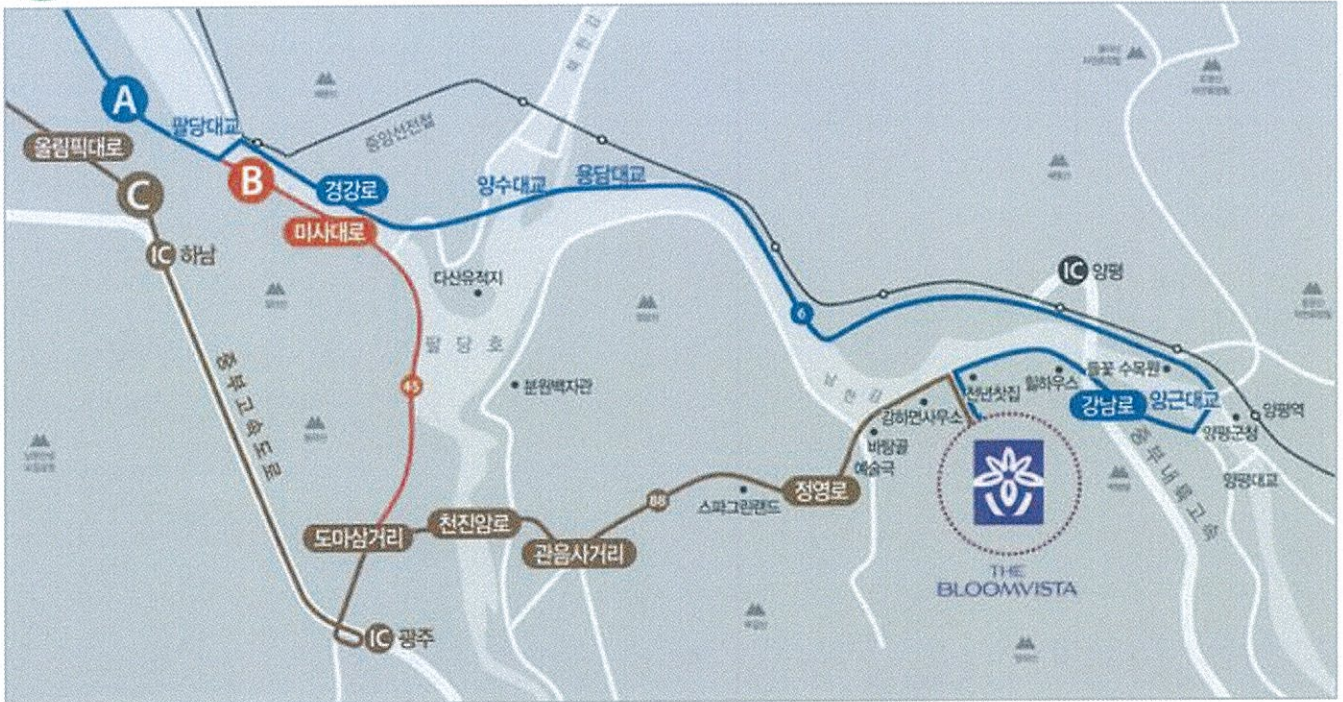 A
팔당대교
올림픽대로
B
C
경강로
미사대로
IC 하남
중앙선전철
북한강
양수대교
용담대교
다산유적지
팔당호
45
분원백자관
중부고속도로
6
IC 양평
남한강
천년찻집
힐하우스
들꽃 수목원
강남로
양근대교
양평역
양평군청
양평대교
강하면사무소
바탕골
예술극
중부내륙고속
정영로
스파그린랜드
88
관음사거리
천진암로
도마삼거리
IC 광주
THE
BLOOMVISTA